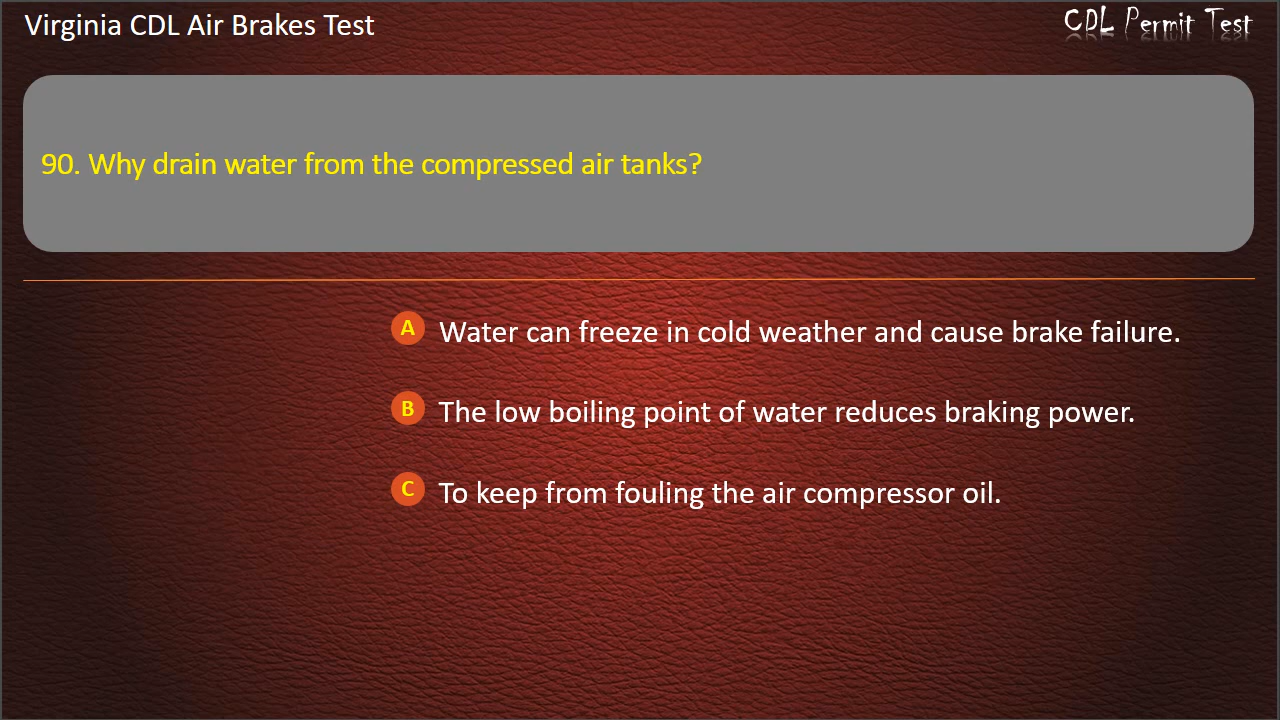 Virginia CDL Air Brakes Test
CDL Permit Test
90. Why drain water from the compressed air tanks?
A Water can freeze in cold weather and cause brake failure.
B The low boiling point of water reduces braking power.
C To keep from fouling the air compressor oil.